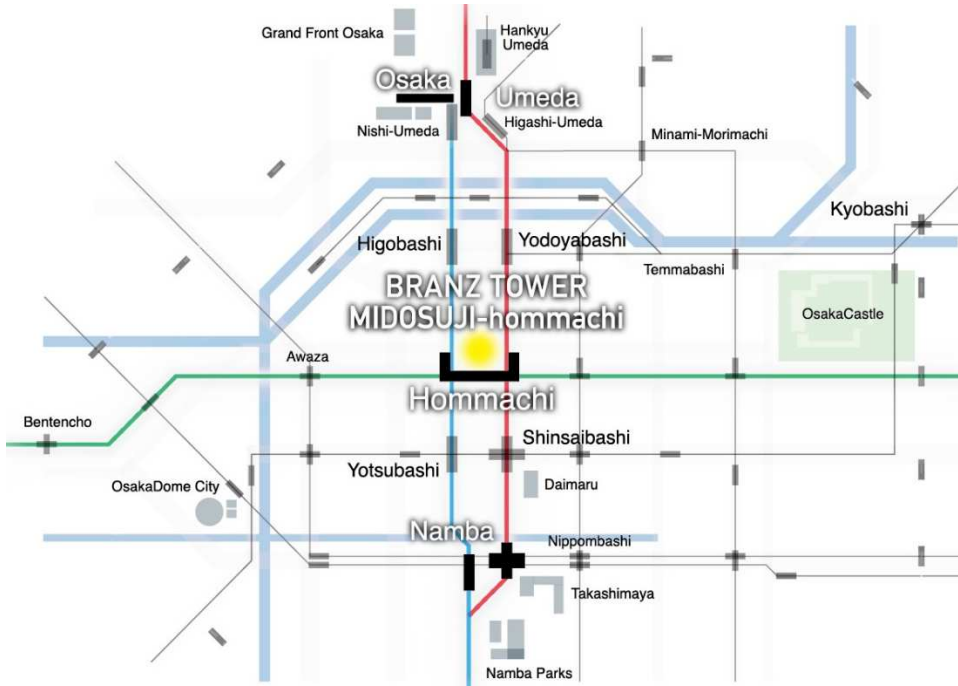 Grand Front Osaka
Hankyu
Umeda
Osaka
Umeda
Nishi-Umeda
Higashi-Umeda
Minami-Morimachi
Kyobashi
Higobashi
Yodoyabashi
Temmabashi
BRANZ TOWER
MIDOSUJI-hommachi
OsakaCastle
Awaza
Hommachi
Bentencho
Shinsaibashi
Yotsubashi
OsakaDome City
Daimaru
Namba
Nippombashi
Takashimaya
Namba Parks